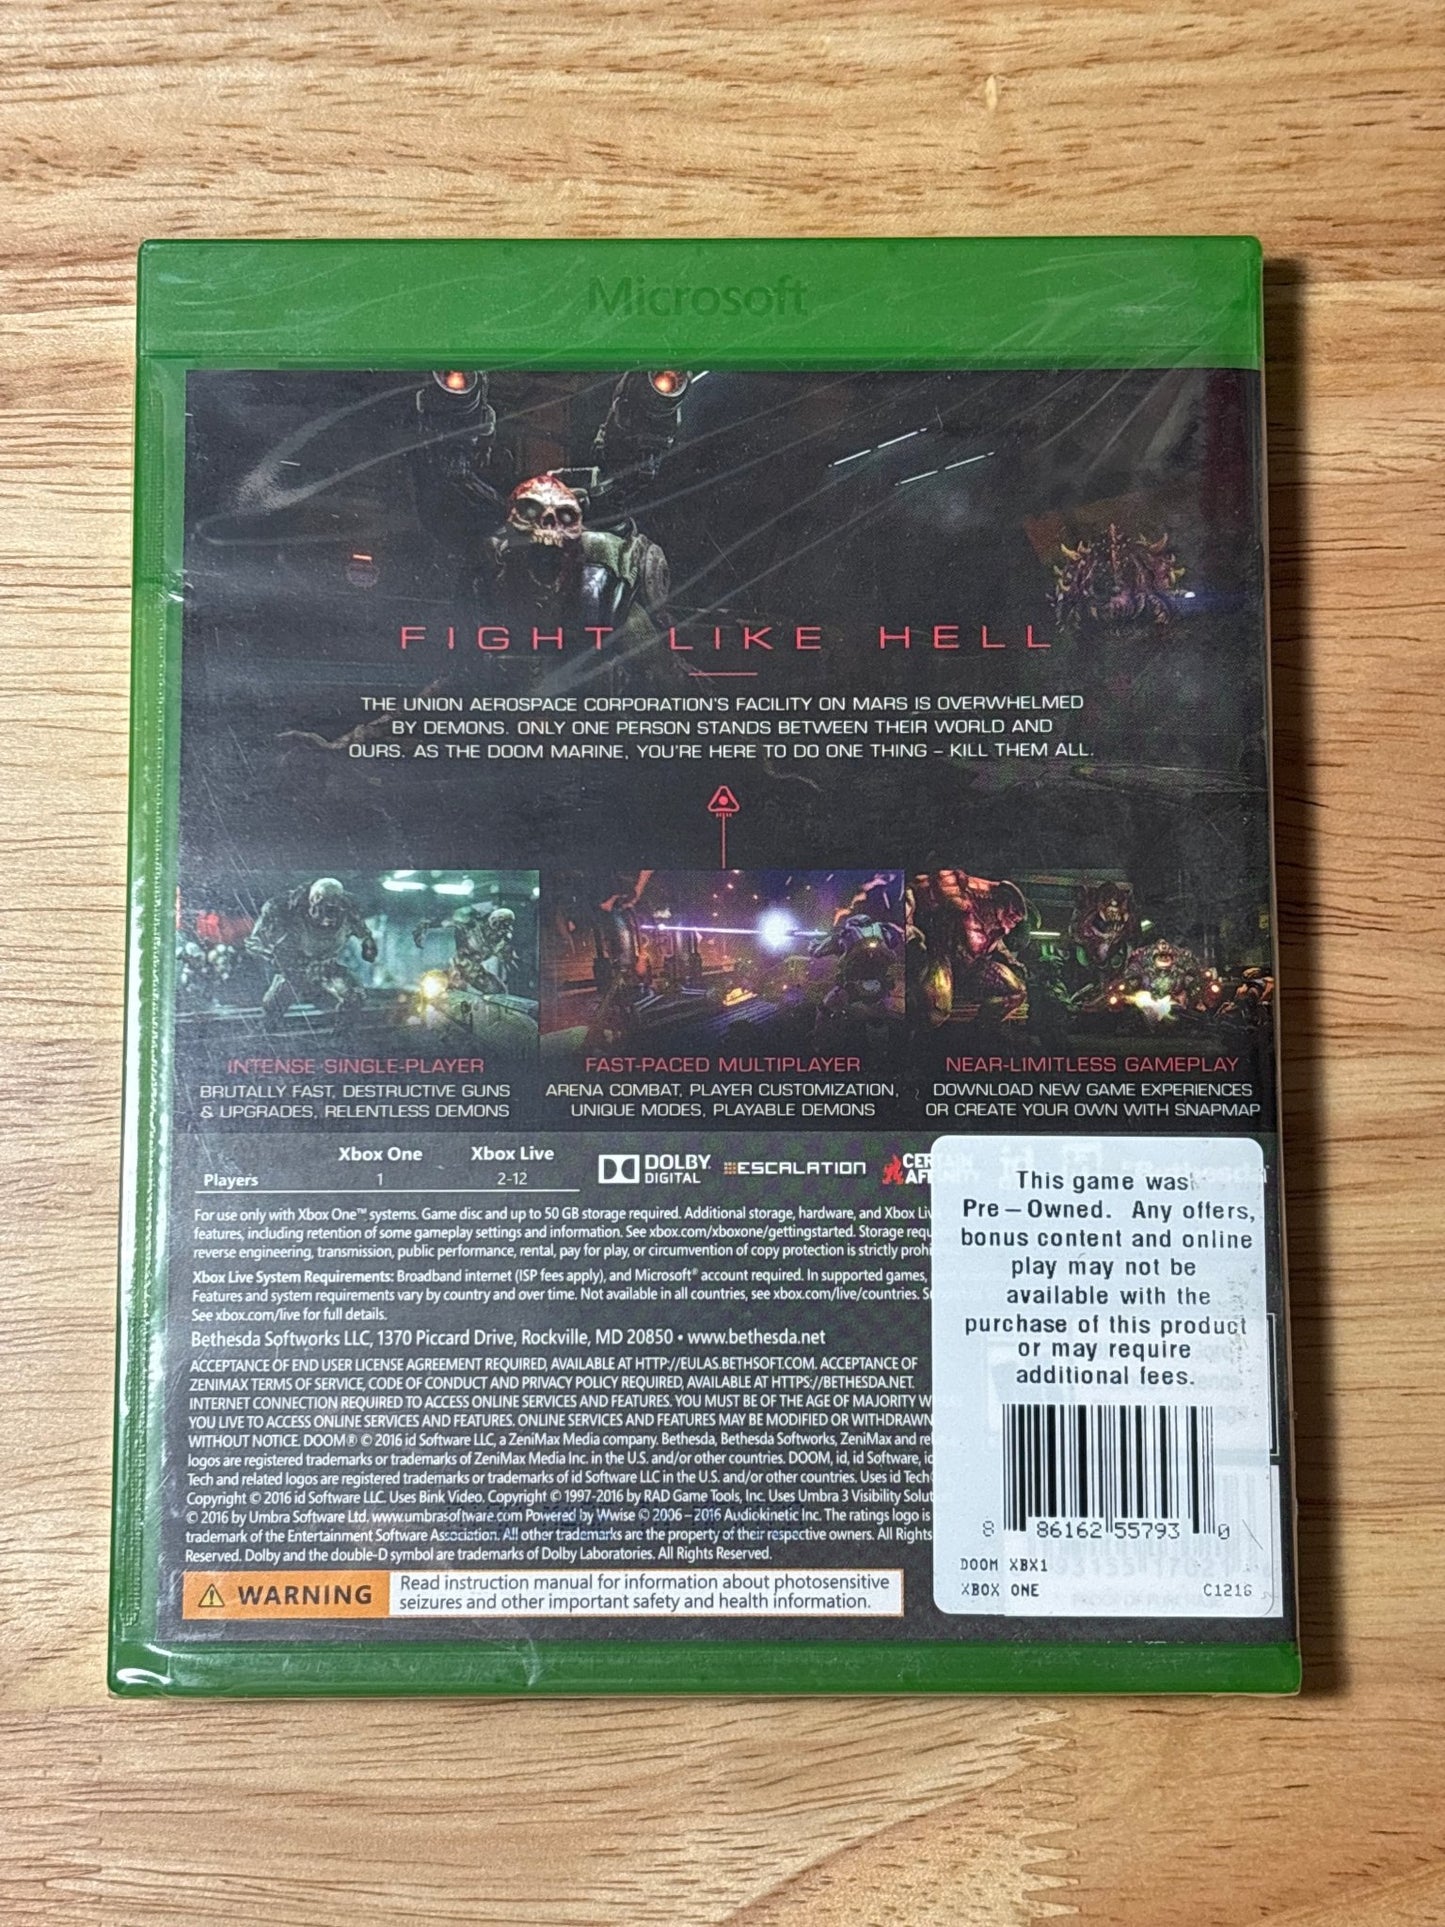 Microsoft
FIGHT LIKE HELL
THE UNION AEROSPACE CORPORATION'S FACILITY ON MARS IS OVERWHELMED
BY DEMONS. ONLY ONE PERSON STANDS BETWEEN THEIR WORLD AND
OURS. AS THE DOOM MARINE, YOU'RE HERE TO DO ONE THING – KILL THEM ALL.
INTENSE SINGLE-PLAYER
BRUTALLY FAST, DESTRUCTIVE GUNS
& UPGRADES, RELENTLESS DEMONS
FAST-PACED MULTIPLAYER
ARENA COMBAT, PLAYER CUSTOMIZATION,
UNIQUE MODES, PLAYABLE DEMONS
NEAR-LIMITLESS GAMEPLAY
DOWNLOAD NEW GAME EXPERIENCES
OR CREATE YOUR OWN WITH SNAPMAP
Xbox One Xbox Live
Players 1 2-12
DOLBY
DIGITAL
ESCALATION
For use only with Xbox One™ systems. Game disc and up to 50 GB storage required. Additional storage, hardware, and Xbox
features, including retention of some gameplay settings and information. See xbox.com/xboxone/gettingstarted. Storage
reverse engineering, transmission, public performance, rental, pay for play, or circumvention of copy protection is strictly
Xbox Live System Requirements: Broadband internet (ISP fees apply), and Microsoft® account required. In supported games,
Features and system requirements vary by country and over time. Not available in all countries, see xbox.com/live/countries.
See xbox.com/live for full details.
Bethesda Softworks LLC, 1370 Piccard Drive, Rockville, MD 20850 • www.bethesda.net
ACCEPTANCE OF END USER LICENSE AGREEMENT REQUIRED, AVAILABLE AT HTTP://EULAS.BETHSOFT.COM. ACCEPTANCE OF
ZENIMAX TERMS OF SERVICE, CODE OF CONDUCT AND PRIVACY POLICY REQUIRED, AVAILABLE AT HTTPS://BETHESDA.NET.
INTERNET CONNECTION REQUIRED TO ACCESS ONLINE SERVICES AND FEATURES. YOU MUST BE OF THE AGE OF MAJORITY
YOU LIVE TO ACCESS ONLINE SERVICES AND FEATURES. ONLINE SERVICES AND FEATURES MAY BE MODIFIED OR WITHDRAWN
WITHOUT NOTICE. DOOM® © 2016 id Software LLC, a ZeniMax Media company. Bethesda, Bethesda Softworks, ZeniMax and
logos are registered trademarks or trademarks of ZeniMax Media Inc. in the U.S. and/or other countries. DOOM, id, id Software,
Tech and related logos are registered trademarks or trademarks of id Software LLC in the U.S. and/or other countries. Uses id Tech®
Copyright © 2016 id Software LLC. Uses Bink Video. Copyright © 1997-2016 by RAD Game Tools, Inc. Uses Umbra 3 Visibility
© 2016 by Umbra Software Ltd. www.umbrasoftware.com Powered by Wwise © 2006 – 2016 Audiokinetic Inc. The ratings logo is
trademark of the Entertainment Software Association. All other trademarks are the property of their respective owners. All Rights
Reserved. Dolby and the double-D symbol are trademarks of Dolby Laboratories. All Rights Reserved.
WARNING
Read instruction manual for information about photosensitive
seizures and other important safety and health information.
This game was
Pre-Owned. Any offers,
bonus content and online
play may not be
available with the
purchase of this product
or may require
additional fees.
8 86162 55793 0
DOOM XBX1
XBOX ONE C1216